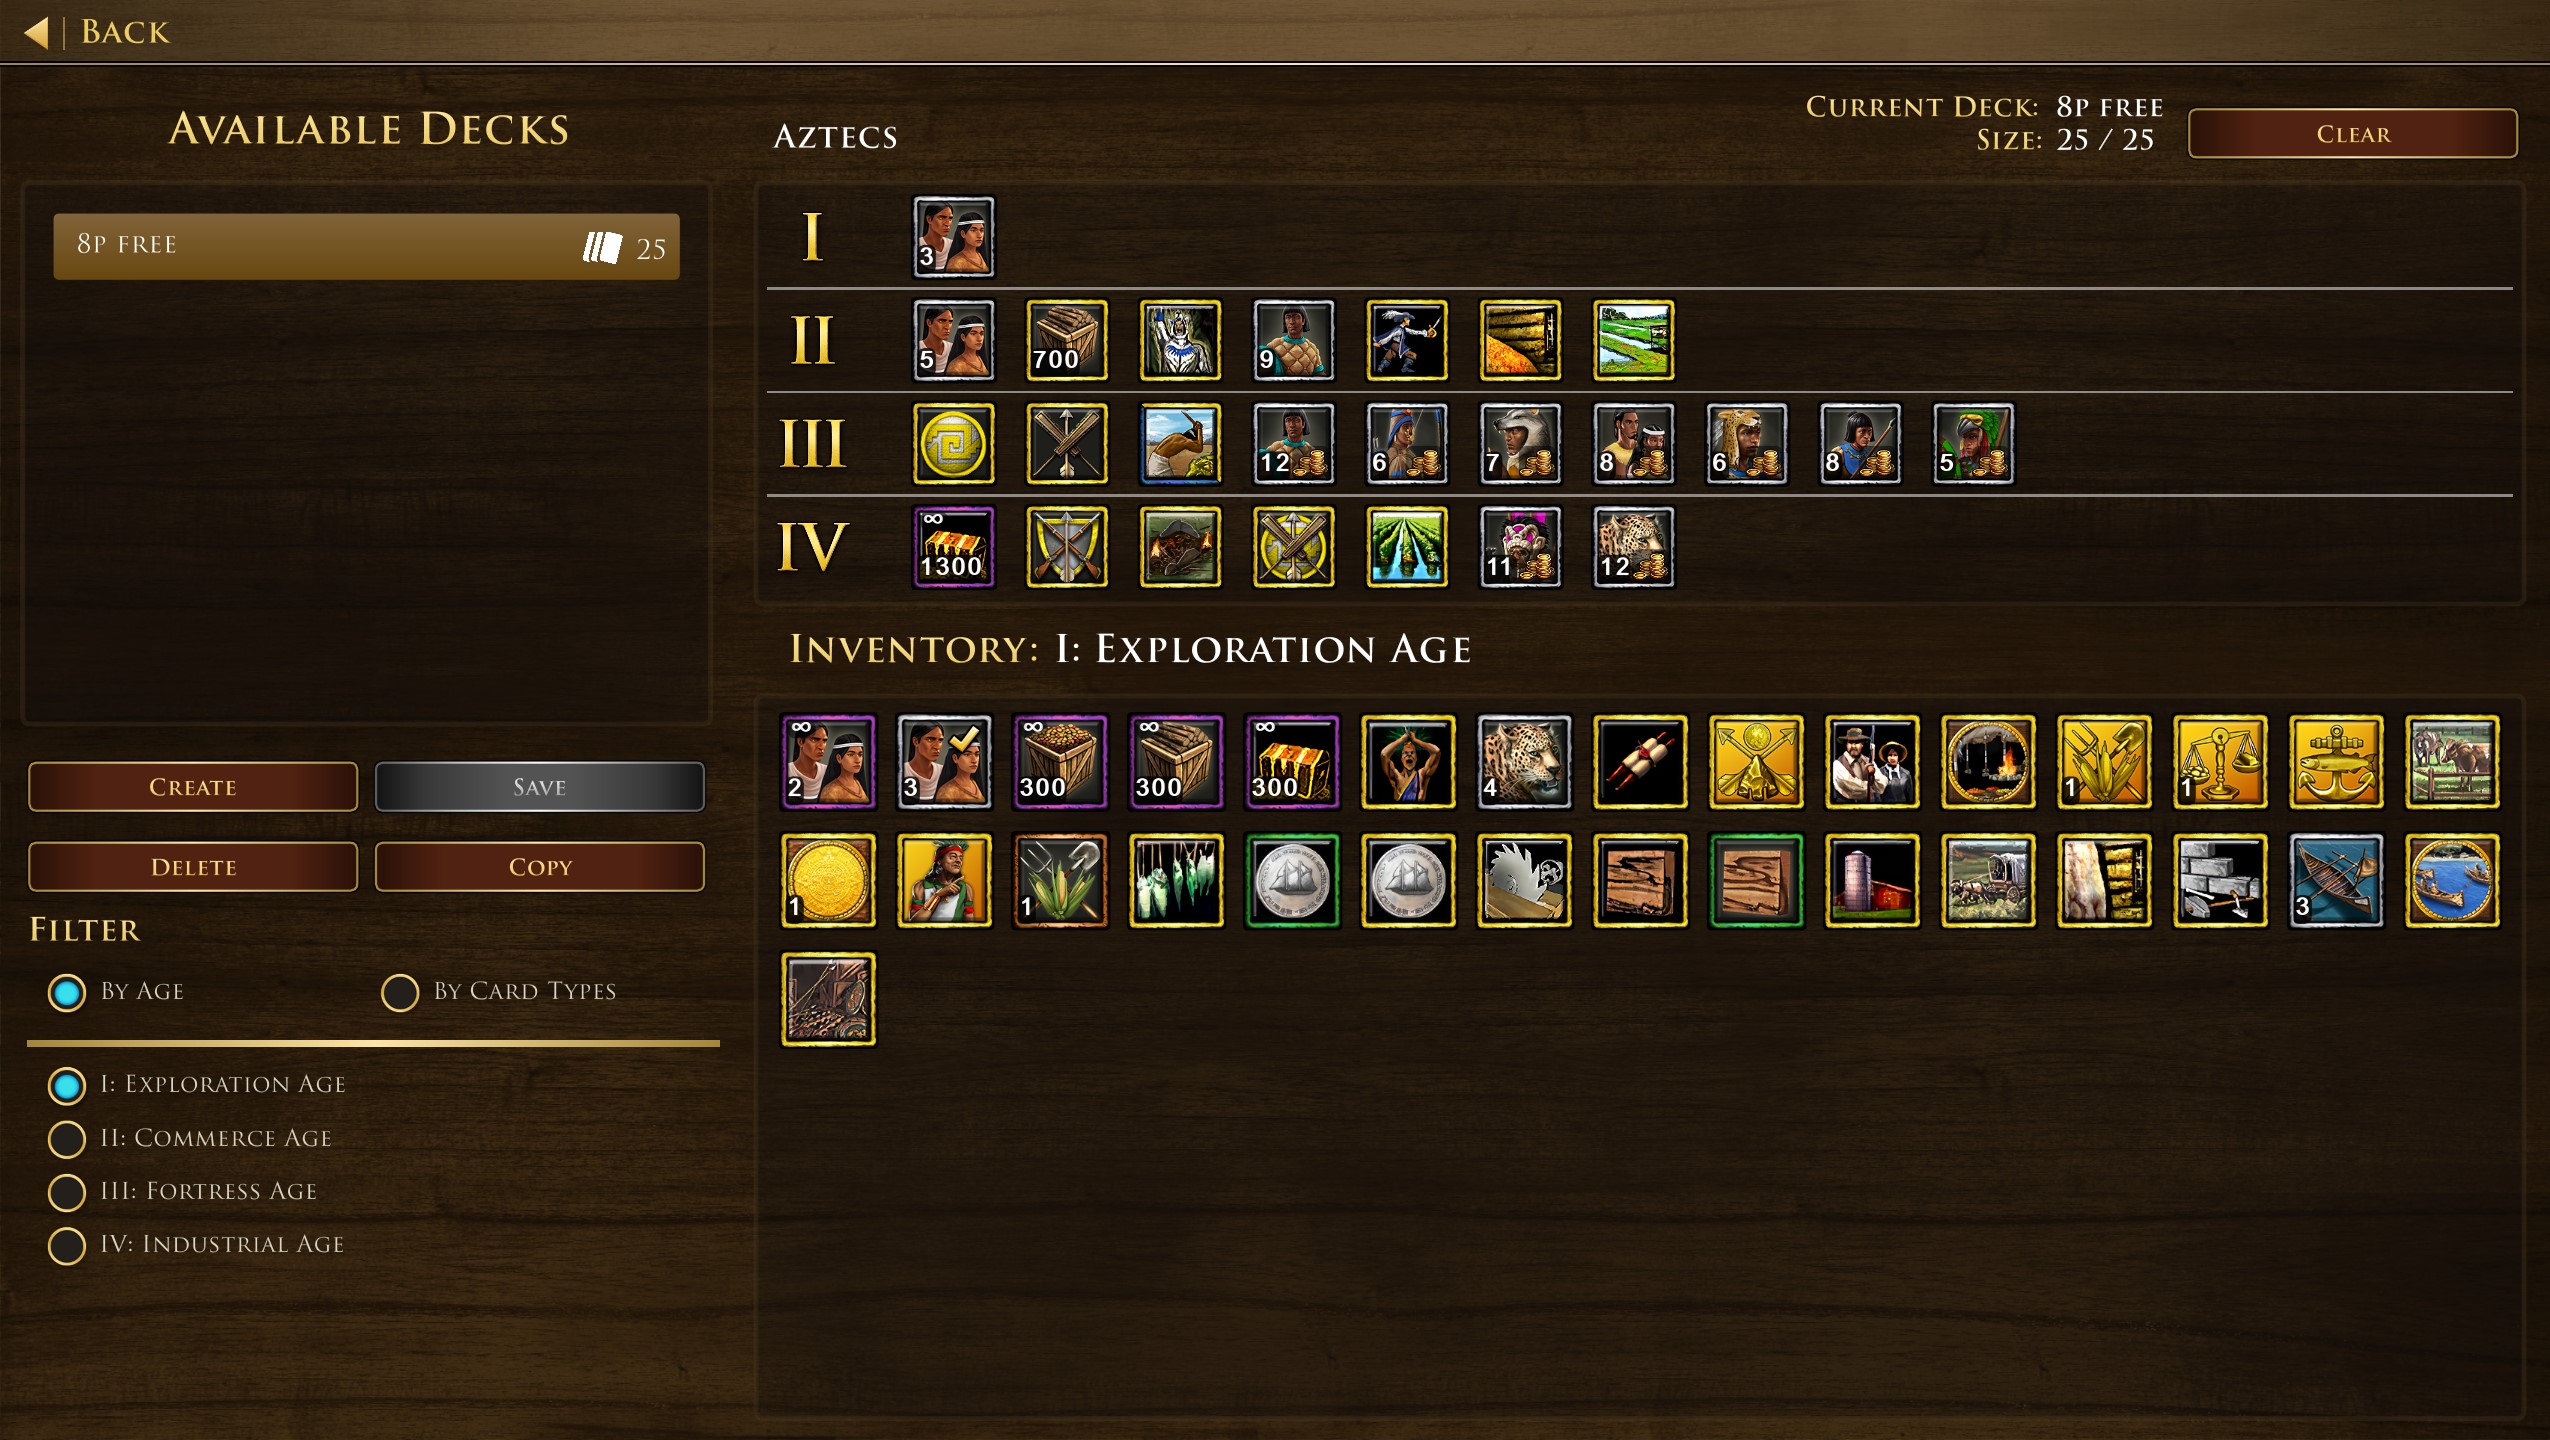 BACK
AVAILABLE DECKS
8P FREE 25
CREATE SAVE
DELETE COPY
FILTER
BY AGE BY CARD TYPES
I: EXPLORATION AGE
II: COMMERCE AGE
III: FORTRESS AGE
IV: INDUSTRIAL AGE
AZTECS
CURRENT DECK: 8P FREE
SIZE: 25 / 25
CLEAR
I 3
II 5 700 9
III 12 6 7 8 6 8 5
IV ∞ 1300 11 12
INVENTORY: I: EXPLORATION AGE
∞ 2 3 ∞ 300 ∞ 300 ∞ 300 4 1 1
1 1 3